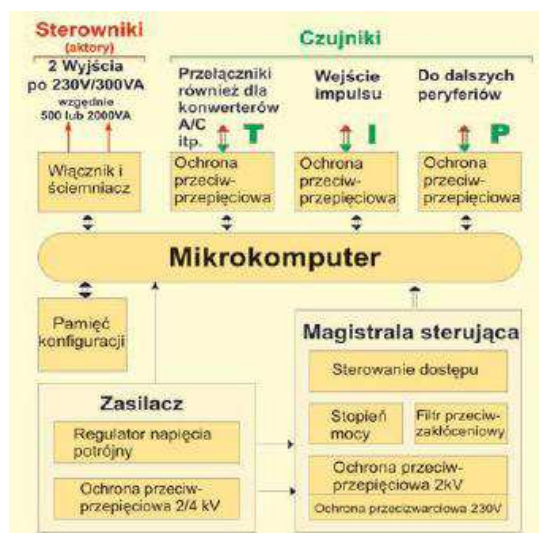 Sterowniki
(aktory)
2 Wyjścia
po 230V/300VA
wzgędnie
500 lub 2000VA
Czujniki
Przełączniki
również dla
konwerterów
A/C
itp.
T
Wejście
impulsu
I
Do dalszych
peryferiów
P
Włącznik i
ściemniacz
Ochrona
przeciw-
przepięciowa
Ochrona
przeciw-
przepięciowa
Ochrona
przeciw-
przepięciowa
Mikrokomputer
Pamięć
konfiguracji
Magistrala sterująca
Sterowanie dostępu
Stopień
mocy
Filtr przeciw-
zakłóceniowy
Ochrona przeciw-
przepięciowa 2kV
Ochrona przecizwarciowa 230V
Zasilacz
Regulator napięcia
potrójny
Ochrona przeciw-
przepięciowa 2/4 kV